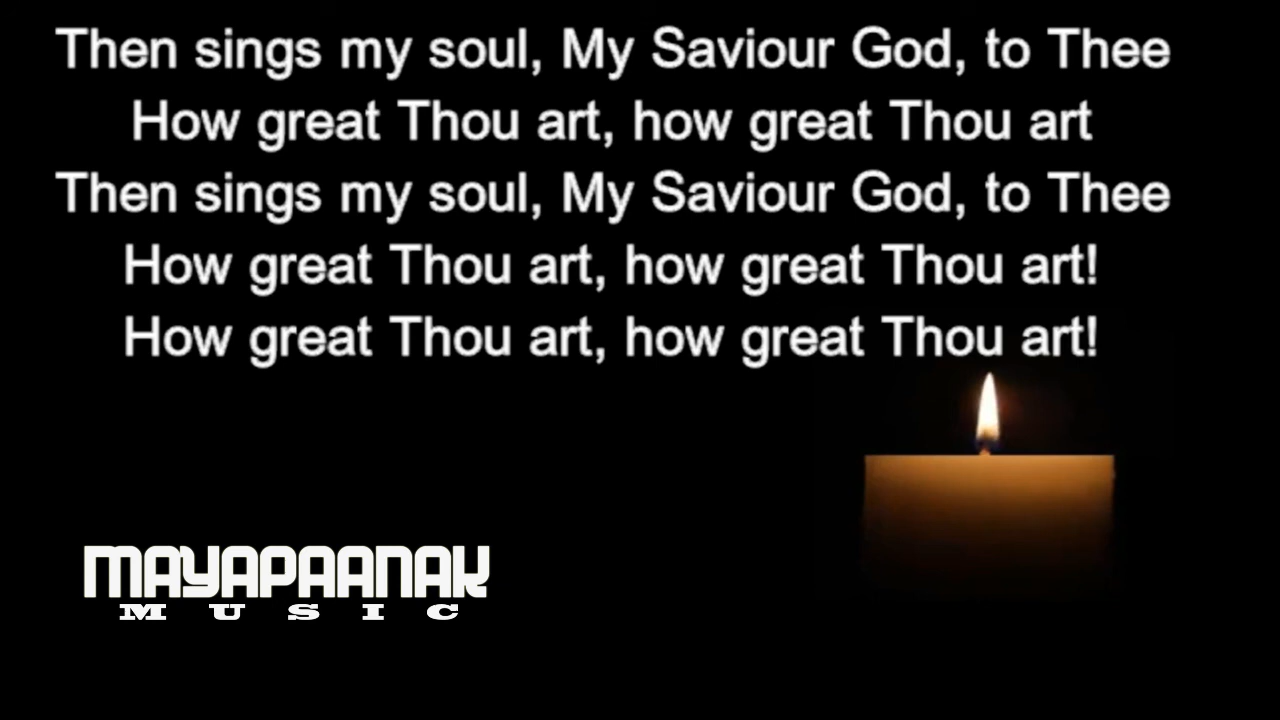 Then sings my soul, My Saviour God, to Thee
How great Thou art, how great Thou art
Then sings my soul, My Saviour God, to Thee
How great Thou art, how great Thou art!
How great Thou art, how great Thou art!
MAYAPAANAK
MUSIC